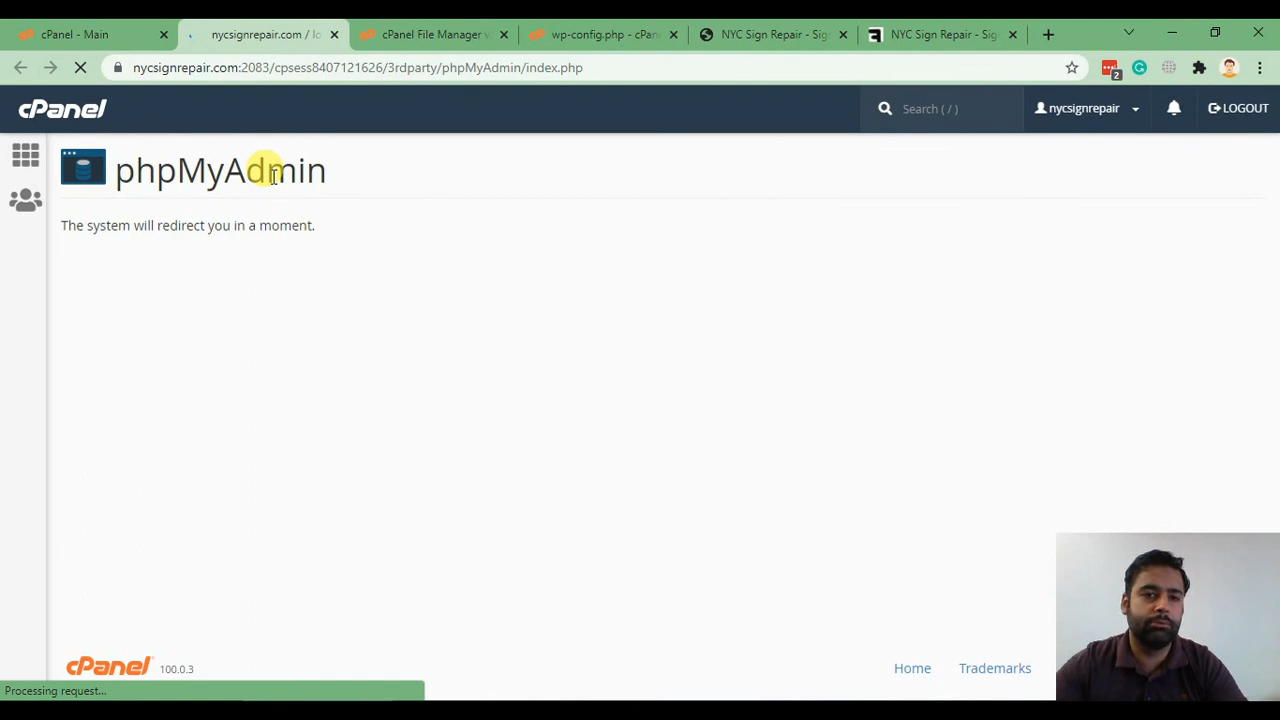 cPanel - Main
nycsignrepair.com / lo
cPanel File Manager v
wp-config.php - cPan
NYC Sign Repair - Sig
NYC Sign Repair - Sig
nycsignrepair.com:2083/cpsess8407121626/3rdparty/phpMyAdmin/index.php
2
cPanel
Search ( / )
nycsignrepair
LOGOUT
phpMyAdmin
The system will redirect you in a moment.
cPanel
100.0.3
Home
Trademarks
Processing request...